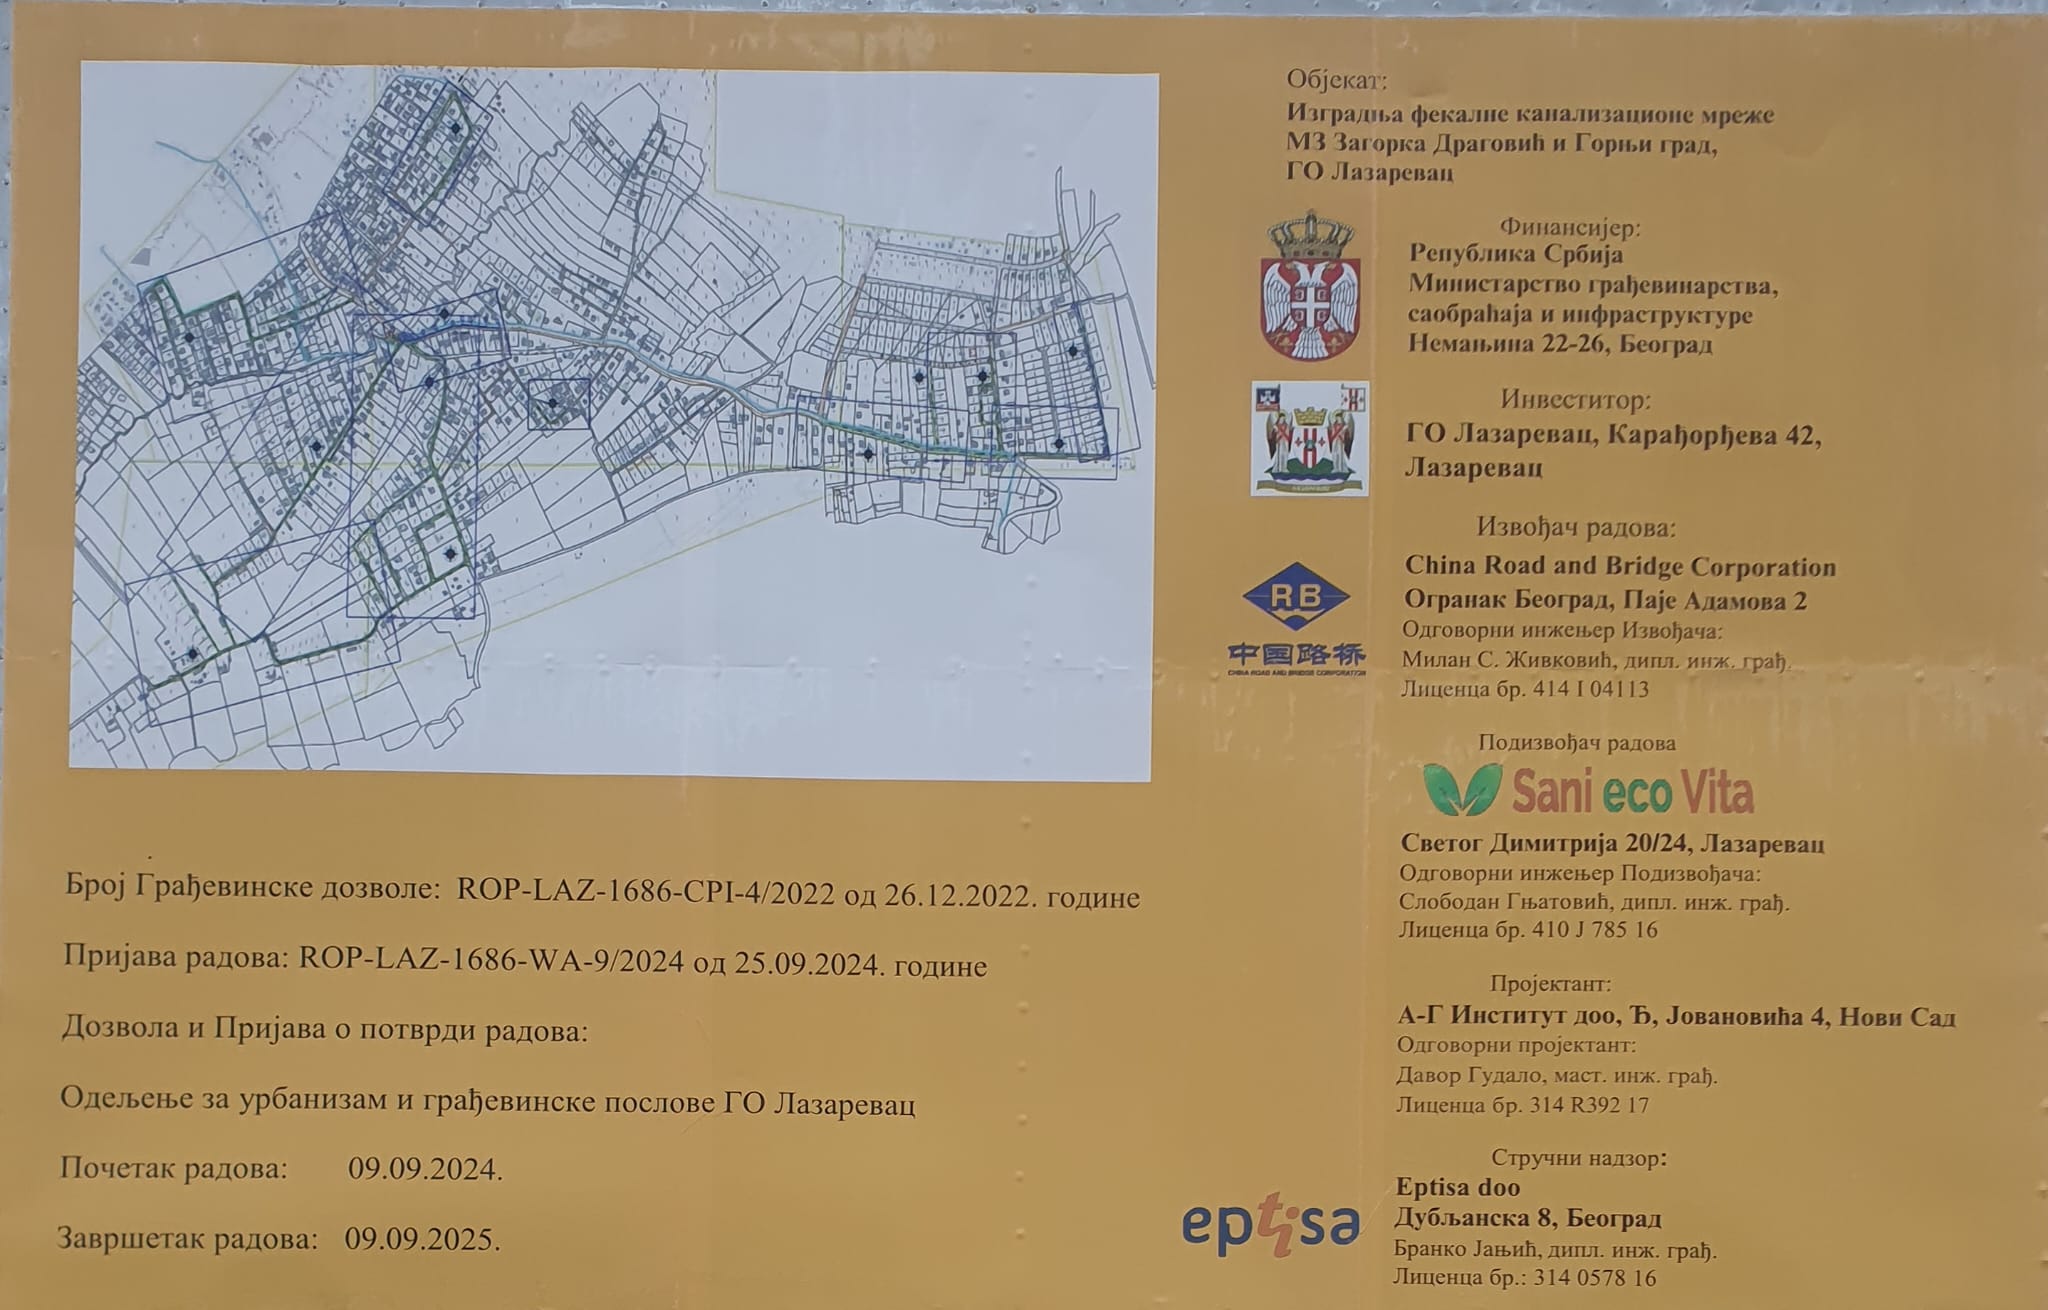 Објекат:
Изградња фекалне канализационе мреже
МЗ Загорка Драговић и Горњи град,
ГО Лазаревац
Финансијер:
Република Србија
Министарство грађевинарства,
саобраћаја и инфраструктуре
Немањина 22-26, Београд
Инвеститор:
ГО Лазаревац, Карађорђева 42,
Лазаревац
Извођач радова:
RB
中国路桥
CHINA ROAD AND BRIDGE CORPORATION
China Road and Bridge Corporation
Огранак Београд, Паје Адамова 2
Одговорни инжењер Извођача:
Милан С. Живковић, дипл. инж. грађ.
Лиценца бр. 414 I 04113
Подизвођач радова
Sani eco Vita
Светог Димитрија 20/24, Лазаревац
Одговорни инжењер Подизвођача:
Слободан Гњатовић, дипл. инж. грађ.
Лиценца бр. 410 J 785 16
Пројектант:
А-Г Институт доо, Ђ, Јовановића 4, Нови Сад
Одговорни пројектант:
Давор Гудало, маст. инж. грађ.
Лиценца бр. 314 R392 17
Стручни надзор:
eptisa
Eptisa doo
Дубљанска 8, Београд
Бранко Јањић, дипл. инж. грађ.
Лиценца бр.: 314 0578 16
Број Грађевинске дозволе: ROP-LAZ-1686-CPI-4/2022 од 26.12.2022. године
Пријава радова: ROP-LAZ-1686-WA-9/2024 од 25.09.2024. године
Дозвола и Пријава о потврди радова:
Одељење за урбанизам и грађевинске послове ГО Лазаревац
Почетак радова: 09.09.2024.
Завршетак радова: 09.09.2025.